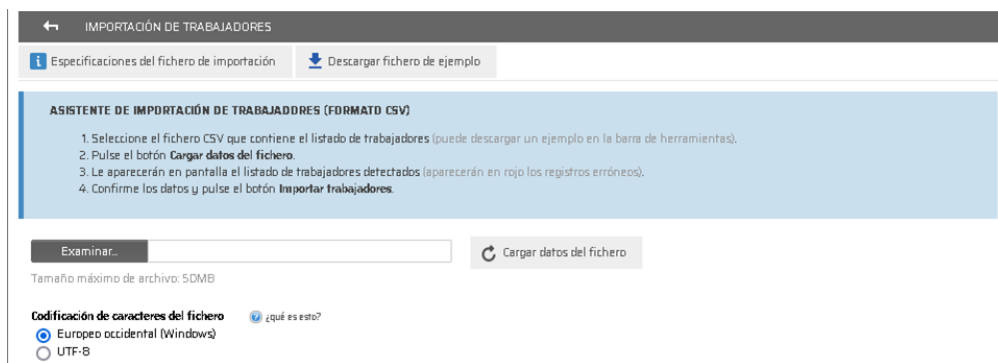 IMPORTACIÓN DE TRABAJADORES
Especificaciones del fichero de importación Descargar fichero de ejemplo
ASISTENTE DE IMPORTACIÓN DE TRABAJADORES (FORMATO CSV)
1. Seleccione el fichero CSV que contiene el listado de trabajadores (puede descargar un ejemplo en la barra de herramientas).
2. Pulse el botón Cargar datos del fichero.
3. Le aparecerán en pantalla el listado de trabajadores detectados (aparecerán en rojo los registros erróneos).
4. Confirme los datos y pulse el botón Importar trabajadores.
Examinar... Cargar datos del fichero
Tamaño máximo de archivo: 50MB
Codificación de caracteres del fichero ¿qué es esto?
Europeo occidental (Windows)
UTF-8